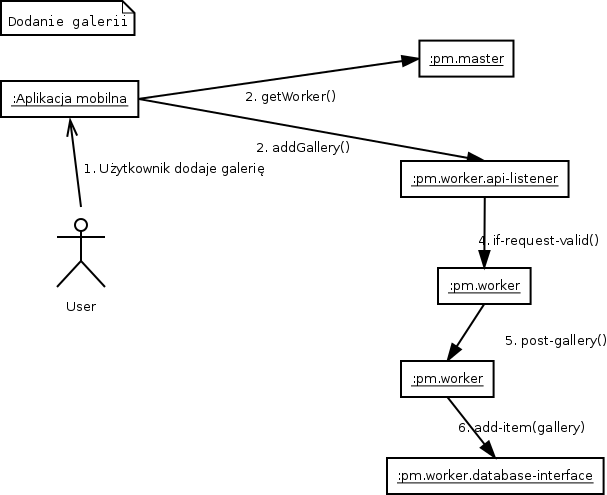 Dodanie galerii
:pm.master
:Aplikacja mobilna
2. getWorker()
2. addGallery()
1. Użytkownik dodaje galerię
:pm.worker.api-listener
4. if-request-valid()
:pm.worker
User
5. post-gallery()
:pm.worker
6. add-item(gallery)
:pm.worker.database-interface